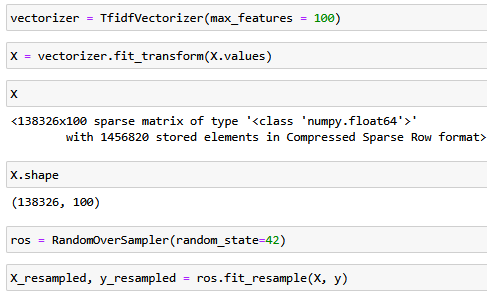 vectorizer = TfidfVectorizer(max_features = 100)
X = vectorizer.fit_transform(X.values)
X
<138326x100 sparse matrix of type '<class 'numpy.float64'>'
        with 1456820 stored elements in Compressed Sparse Row format>
X.shape
(138326, 100)
ros = RandomOverSampler(random_state=42)
X_resampled, y_resampled = ros.fit_resample(X, y)